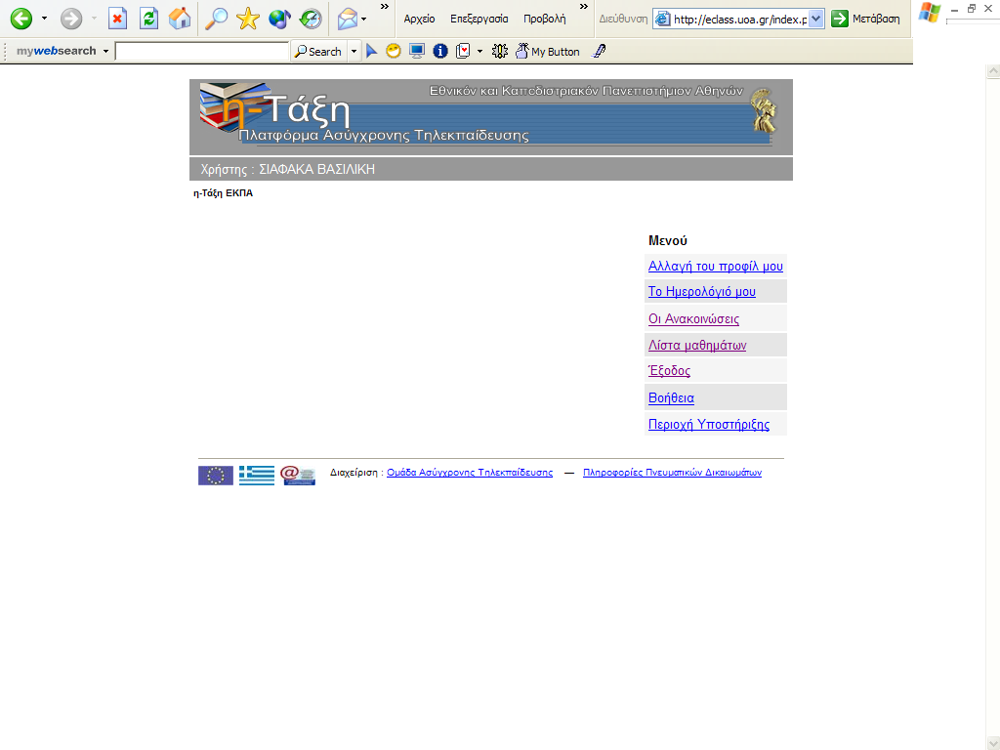 »
»
Αρχείο Επεξεργασία Προβολή Διεύθυνση http://eclass.uoa.gr/index.p Μετάβαση
mywebsearch Search My Button
Εθνικόν και Καποδιστριακόν Πανεπιστήμιον Αθηνών
η-Τάξη
Πλατφόρμα Ασύγχρονης Τηλεκπαίδευσης
Χρήστης : ΣΙΑΦΑΚΑ ΒΑΣΙΛΙΚΗ
η-Τάξη ΕΚΠΑ
Μενού
Αλλαγή του προφίλ μου
Το Ημερολόγιό μου
Οι Ανακοινώσεις
Λίστα μαθημάτων
Έξοδος
Βοήθεια
Περιοχή Υποστήριξης
Διαχείριση : Ομάδα Ασύγχρονης Τηλεκπαίδευσης — Πληροφορίες Πνευματικών Δικαιωμάτων